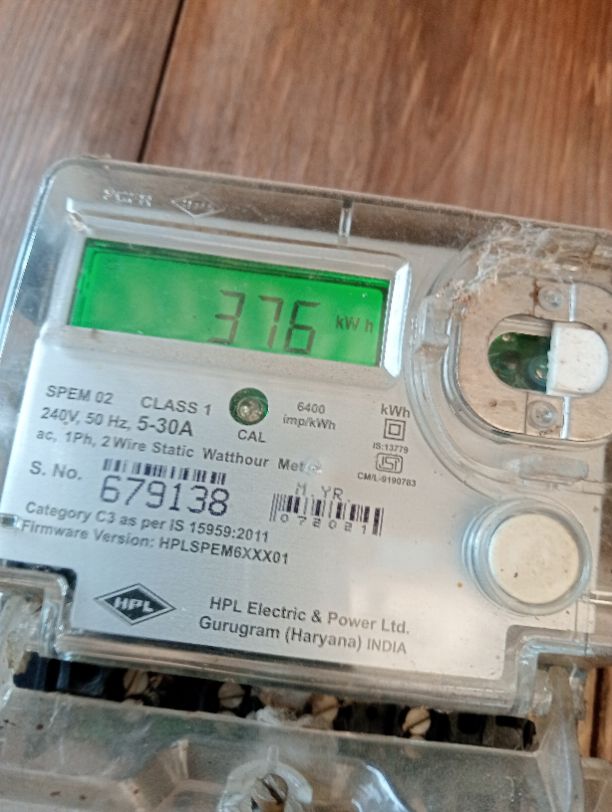 376 kWh
SPEM 02 CLASS 1
6400
imp/kWh
kWh
240V, 50 Hz, 5-30A
CAL
IS:13779
ac, 1Ph, 2 Wire Static Watthour Meter
CM/L-9190783
S. No.
679138
M. YR.
072021
Category C3 as per IS 15959:2011
Firmware Version: HPLSPEM6XXX01
HPL
HPL Electric & Power Ltd.
Gurugram (Haryana) INDIA